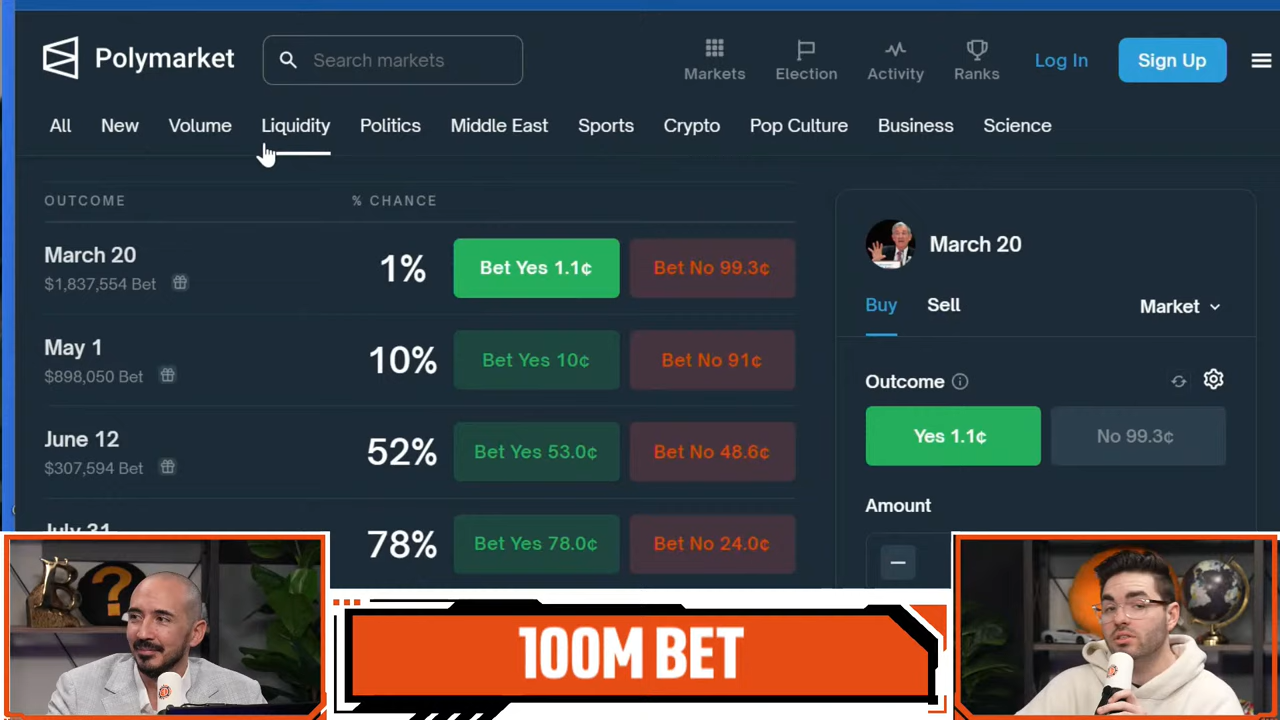 Polymarket
Search markets
Markets
Election
Activity
Ranks
Log In
Sign Up
All
New
Volume
Liquidity
Politics
Middle East
Sports
Crypto
Pop Culture
Business
Science
OUTCOME
% CHANCE
March 20
$1,837,554 Bet
1%
Bet Yes 1.1¢
Bet No 99.3¢
May 1
$898,050 Bet
10%
Bet Yes 10¢
Bet No 91¢
June 12
$307,594 Bet
52%
Bet Yes 53.0¢
Bet No 48.6¢
July 31
78%
Bet Yes 78.0¢
Bet No 24.0¢
March 20
Buy
Sell
Market
Outcome
Yes 1.1¢
No 99.3¢
Amount
?
100M BET